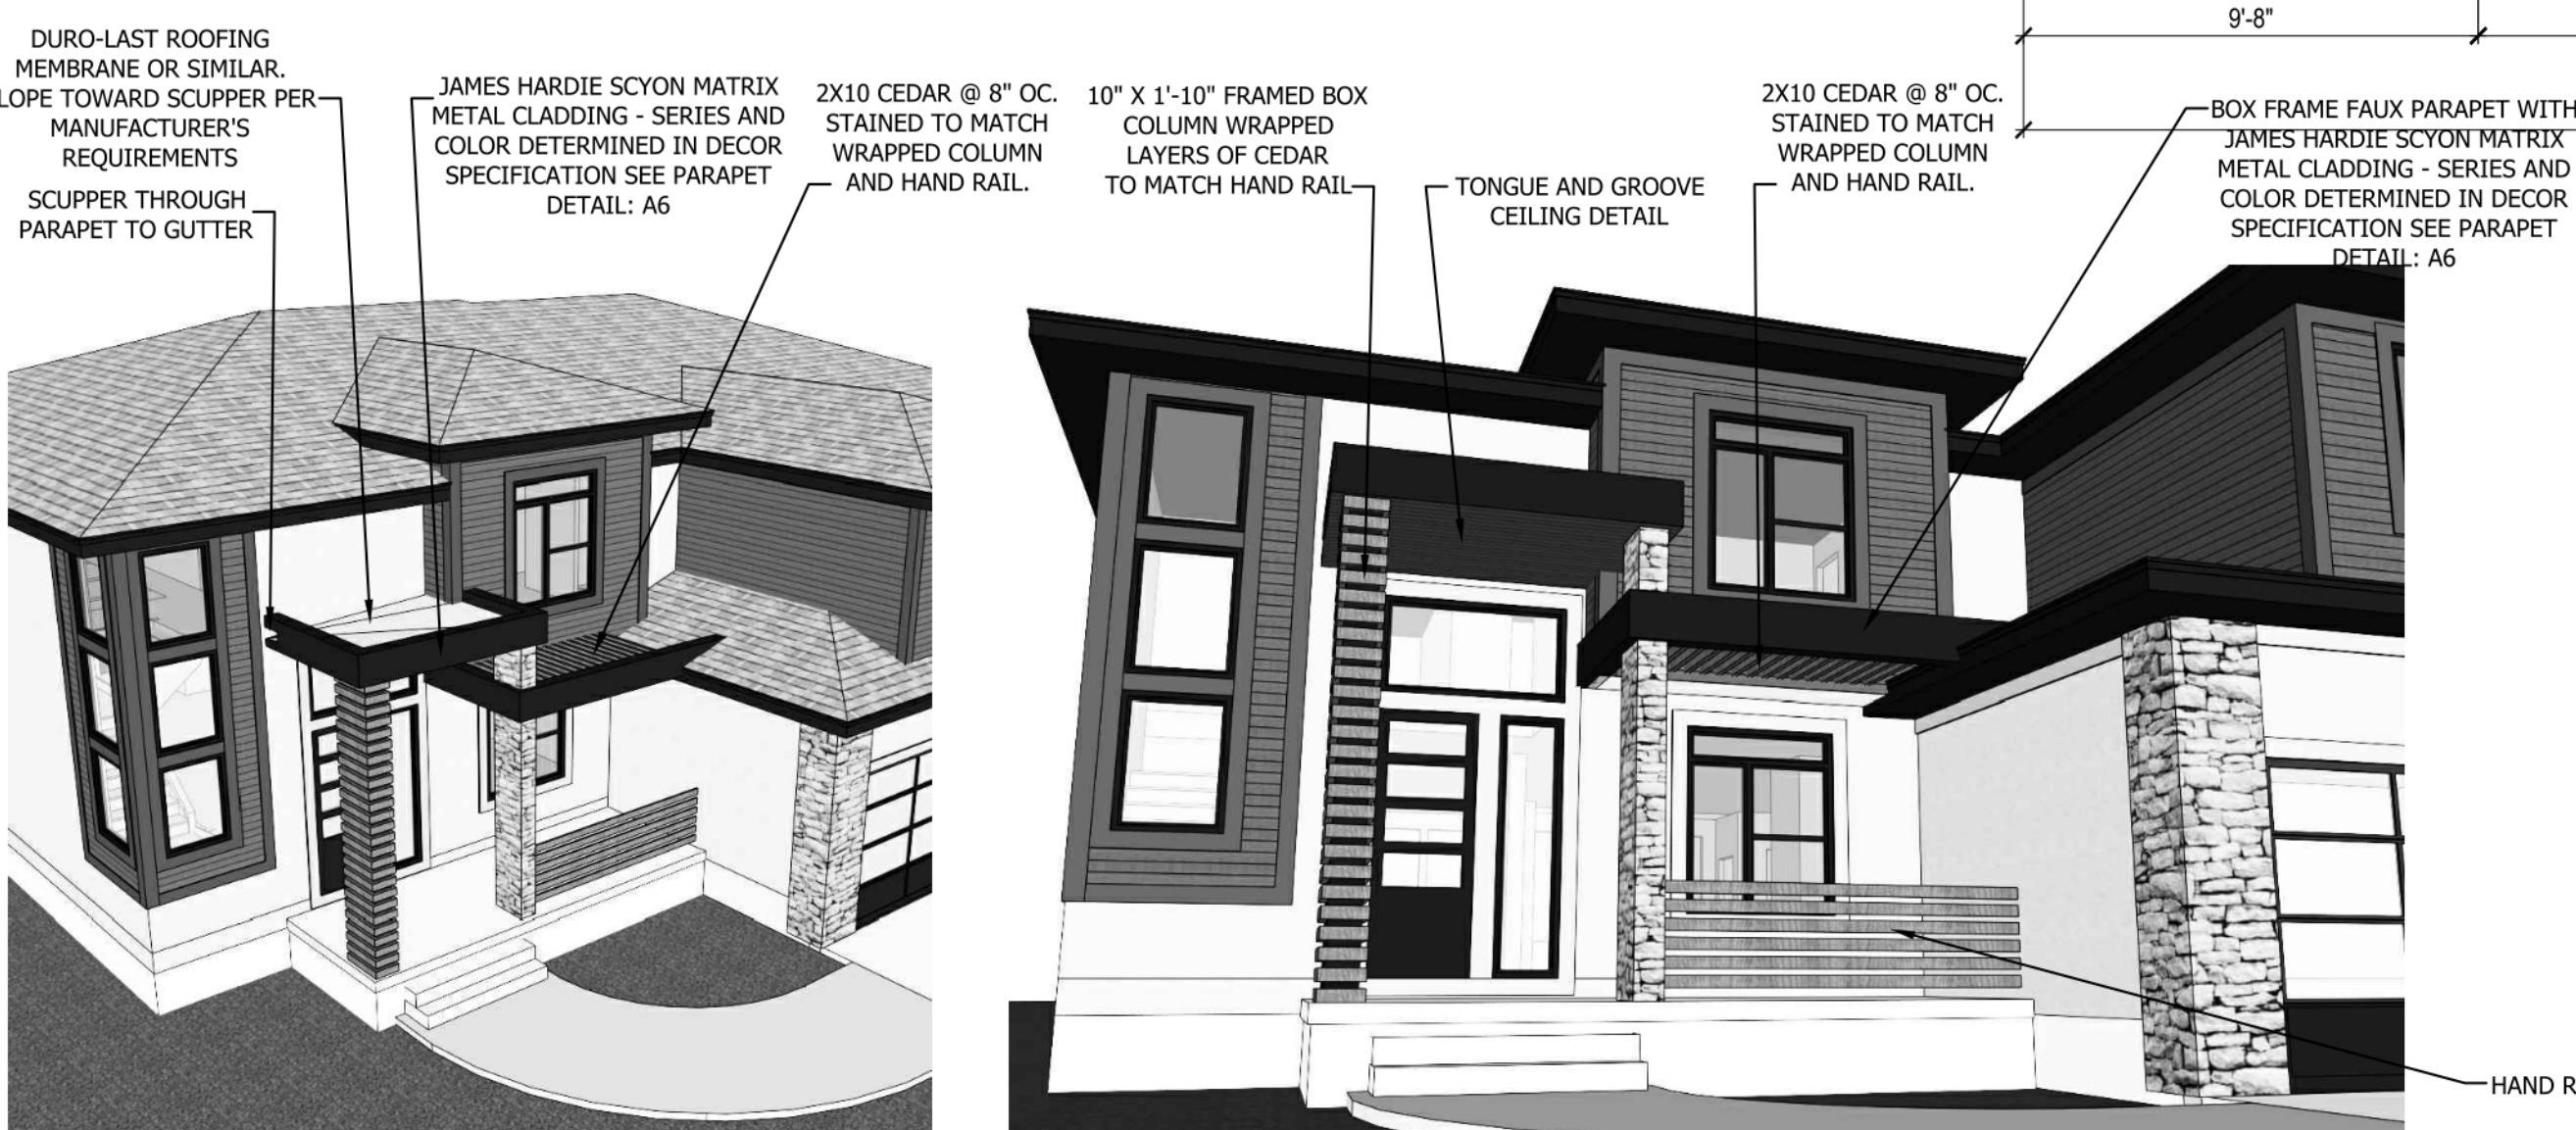 DURO-LAST ROOFING
MEMBRANE OR SIMILAR.
LOPE TOWARD SCUPPER PER
MANUFACTURER'S
REQUIREMENTS
SCUPPER THROUGH
PARAPET TO GUTTER
JAMES HARDIE SCYON MATRIX
METAL CLADDING - SERIES AND
COLOR DETERMINED IN DECOR
SPECIFICATION SEE PARAPET
DETAIL: A6
2X10 CEDAR @ 8" OC.
STAINED TO MATCH
WRAPPED COLUMN
AND HAND RAIL.
10" X 1'-10" FRAMED BOX
COLUMN WRAPPED
LAYERS OF CEDAR
TO MATCH HAND RAIL
TONGUE AND GROOVE
CEILING DETAIL
2X10 CEDAR @ 8" OC.
STAINED TO MATCH
WRAPPED COLUMN
AND HAND RAIL.
9'-8"
BOX FRAME FAUX PARAPET WITH
JAMES HARDIE SCYON MATRIX
METAL CLADDING - SERIES AND
COLOR DETERMINED IN DECOR
SPECIFICATION SEE PARAPET
DETAIL: A6
HAND R